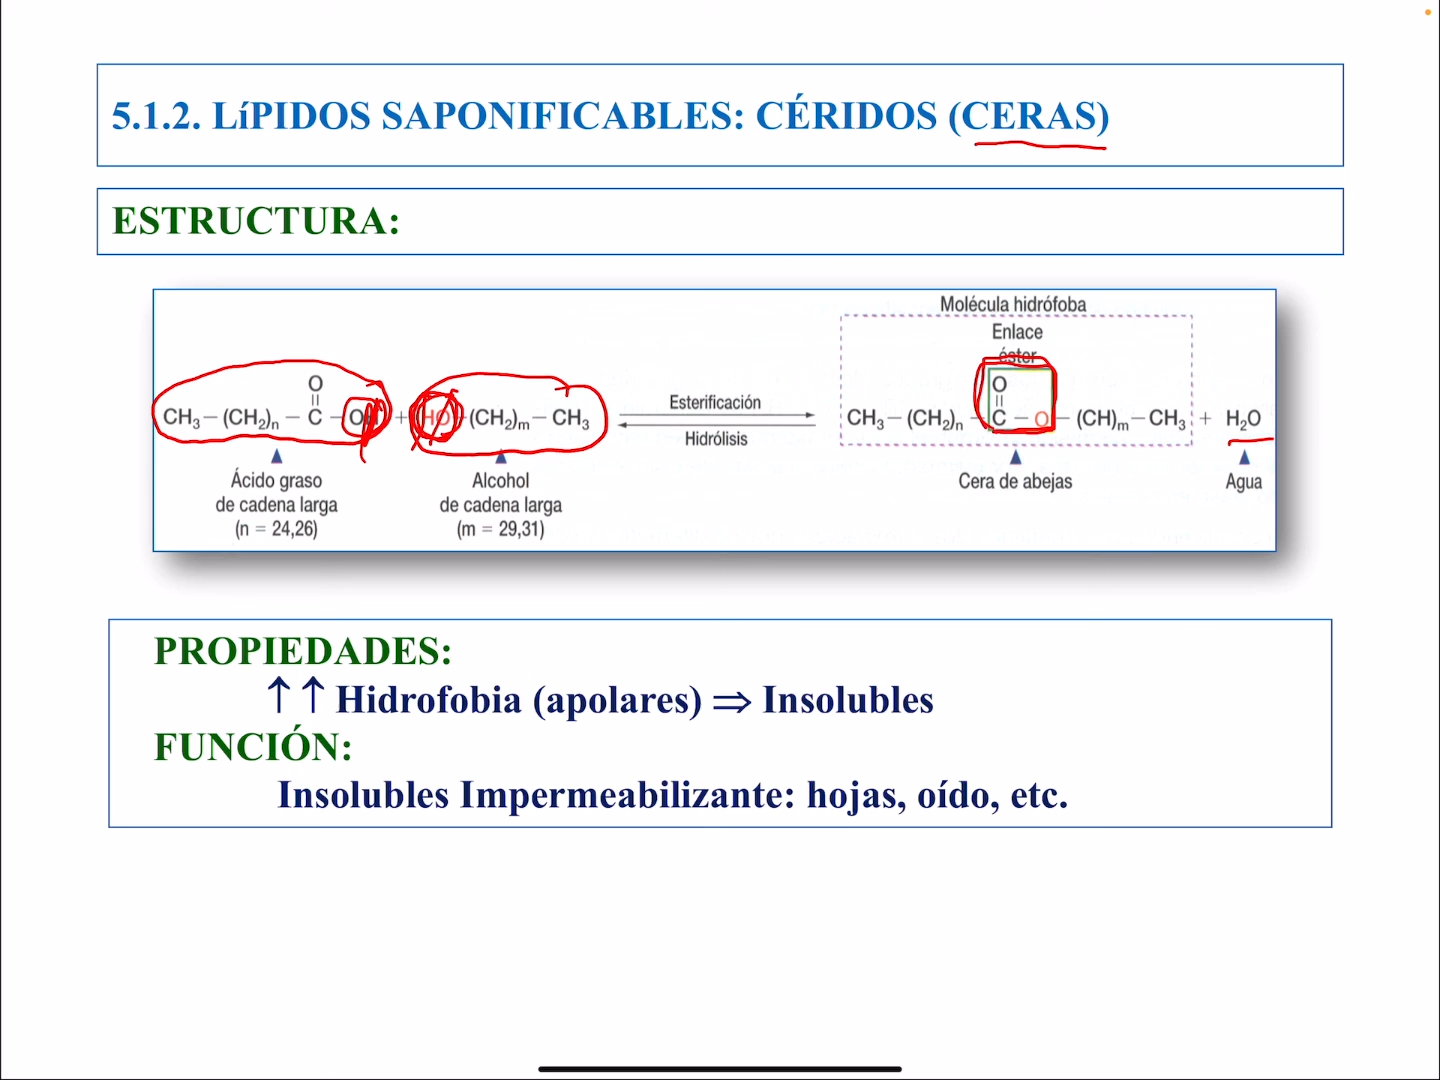 5.1.2. LíPIDOS SAPONIFICABLES: CÉRIDOS (CERAS)
ESTRUCTURA:
Molécula hidrófoba
Enlace
éster
O
||
CH₃ – (CH₂)ₙ – C – OH + HO – (CH₂)ₘ – CH₃
Ácido graso
de cadena larga
(n = 24,26)
Alcohol
de cadena larga
(m = 29,31)
Esterificación
Hidrólisis
O
||
CH₃ – (CH₂)ₙ – C – O – (CH)ₘ – CH₃ + H₂O
Cera de abejas
Agua
PROPIEDADES:
↑ ↑ Hidrofobia (apolares) ⇒ Insolubles
FUNCIÓN:
Insolubles Impermeabilizante: hojas, oído, etc.